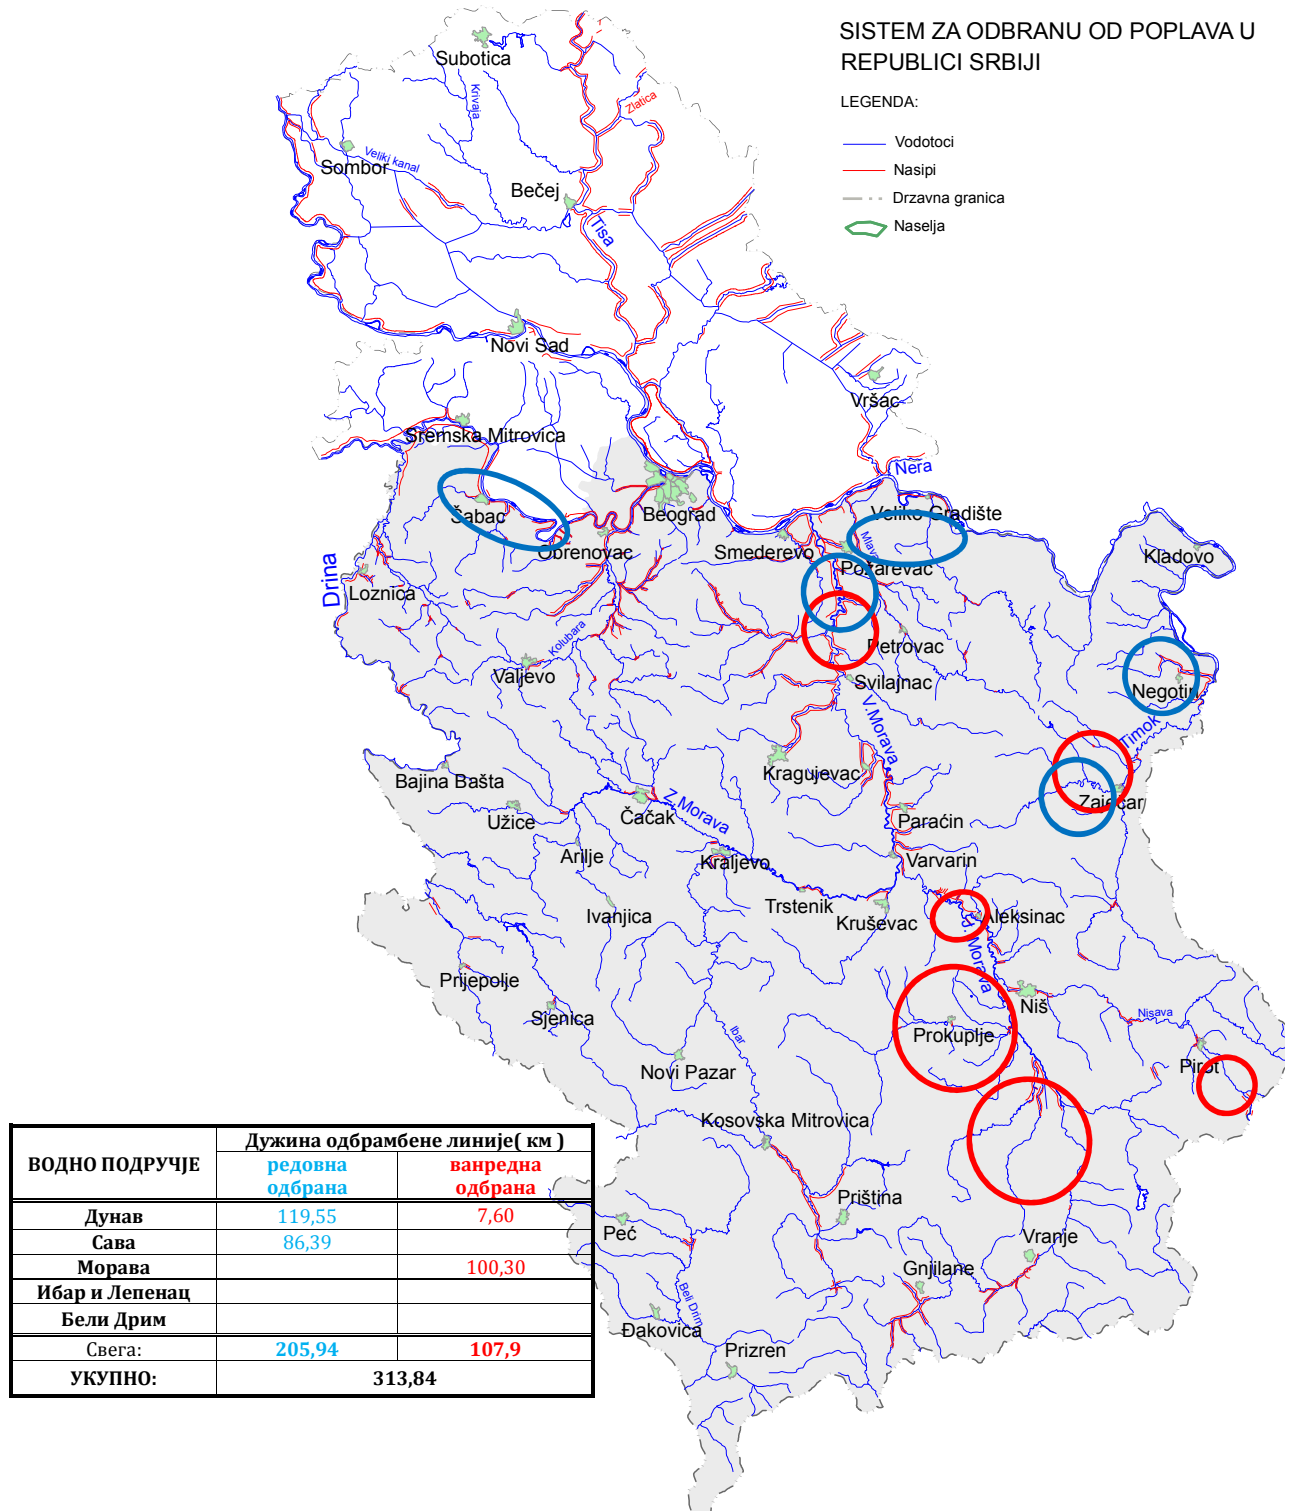 SISTEM ZA ODBRANU OD POPLAVA U
REPUBLICI SRBIJI
LEGENDA:
Vodotoci
Nasipi
Drzavna granica
Naselja
Subotica
Krivaja
Zlatica
Sombor
Veliki kanal
Bečej
Tisa
Novi Sad
Vršac
Sremska Mitrovica
Nera
Šabac
Beograd
Veliko Gradište
Obrenovac
Smederevo
Mlava
Požarevac
Kladovo
Drina
Loznica
Kolubara
Petrovac
Valjevo
Svilajnac
Negotin
V.Morava
Timok
Bajina Bašta
Kragujevac
Užice
Čačak
Z.Morava
Zaječar
Paraćin
Arilje
Kraljevo
Varvarin
Ivanjica
Trstenik
Kruševac
Aleksinac
J. Morava
Prijepolje
Sjenica
Niš
Nišava
Ibar
Prokuplje
Novi Pazar
Pirot
Kosovska Mitrovica
Priština
Peć
Vranje
Gnjilane
Beli Drim
Đakovica
Prizren
ВОДНО ПОДРУЧЈЕ
Дужина одбрамбене линије( км )
редовна одбрана
ванредна одбрана
Дунав 119,55 7,60
Сава 86,39
Морава 100,30
Ибар и Лепенац
Бели Дрим
Свега: 205,94 107,9
УКУПНО: 313,84